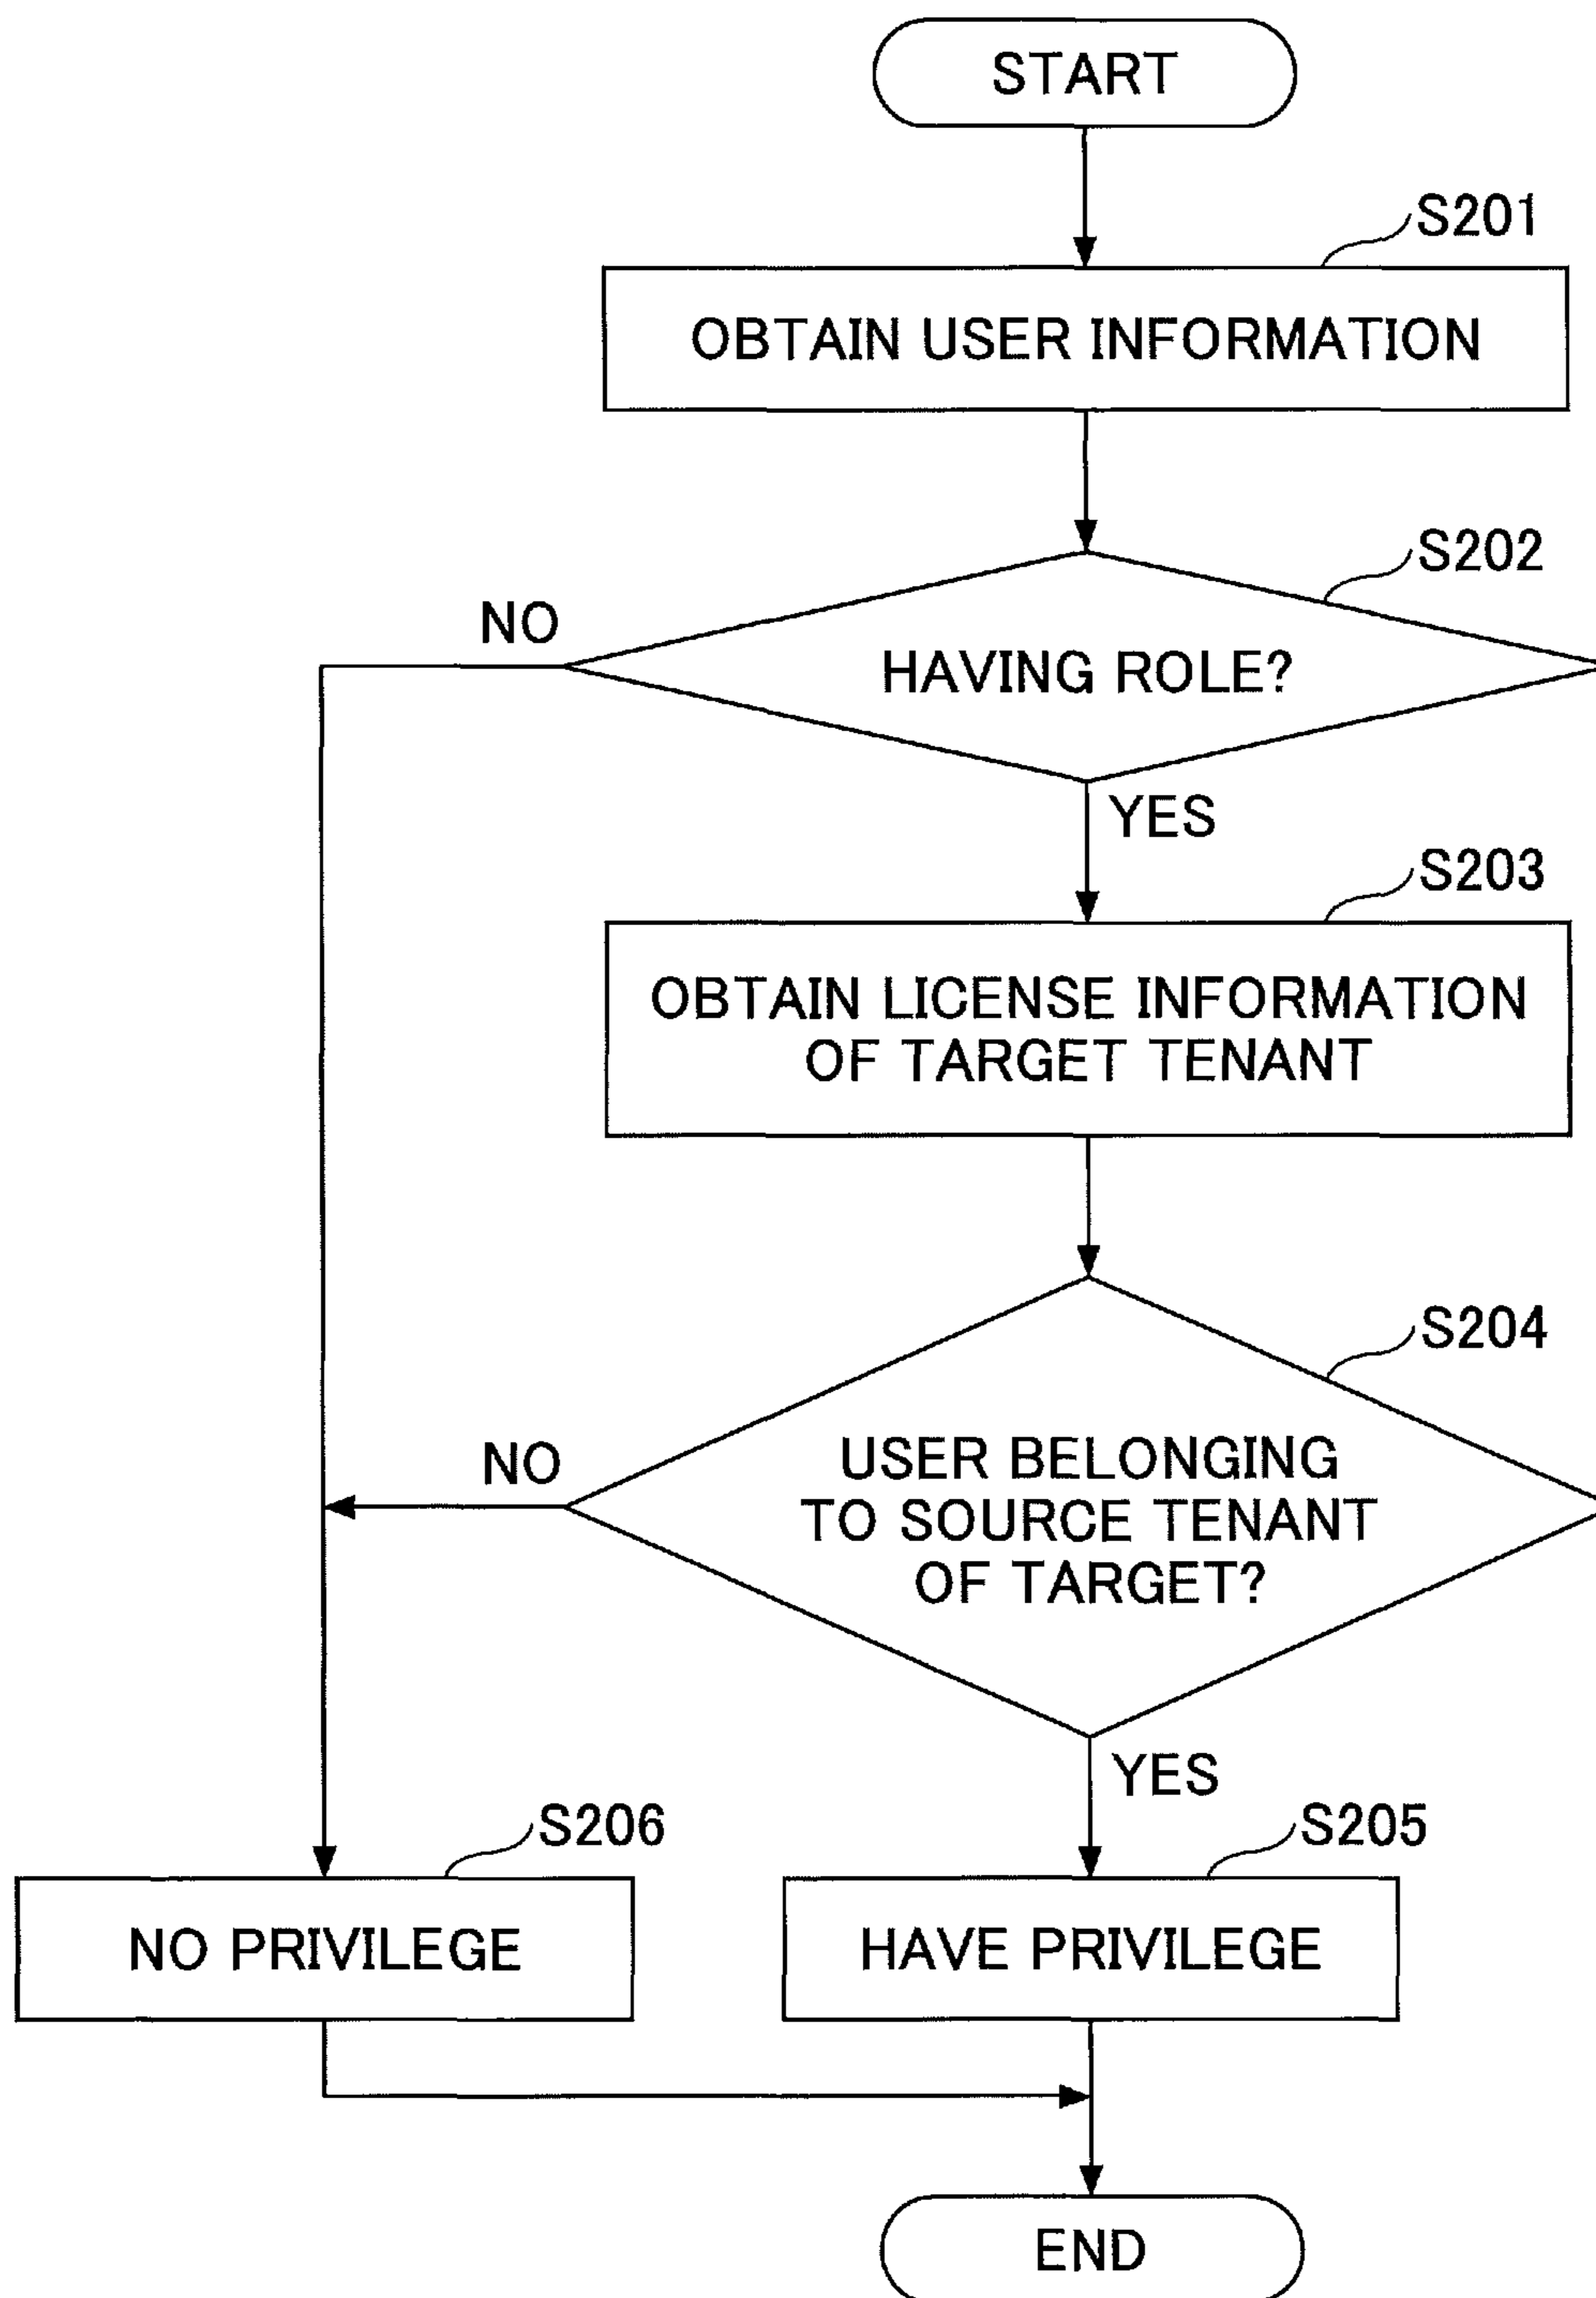 START
S201
OBTAIN USER INFORMATION
S202
NO
HAVING ROLE?
YES
S203
OBTAIN LICENSE INFORMATION
OF TARGET TENANT
S204
NO
USER BELONGING
TO SOURCE TENANT
OF TARGET?
YES
S206
S205
NO PRIVILEGE
HAVE PRIVILEGE
END